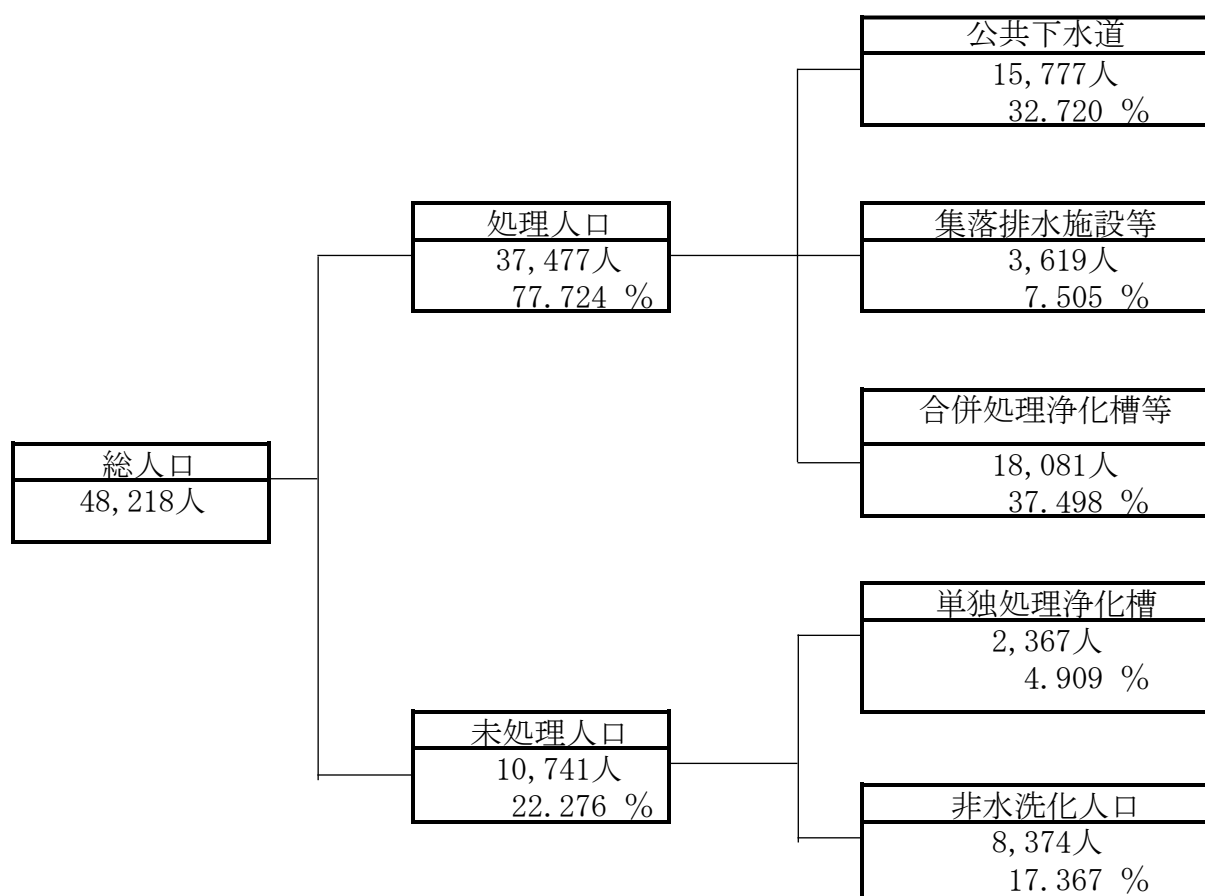 公共下水道
15,777人
32.720 %
処理人口
37,477人
77.724 %
集落排水施設等
3,619人
7.505 %
合併処理浄化槽等
18,081人
37.498 %
総人口
48,218人
単独処理浄化槽
2,367人
4.909 %
未処理人口
10,741人
22.276 %
非水洗化人口
8,374人
17.367 %